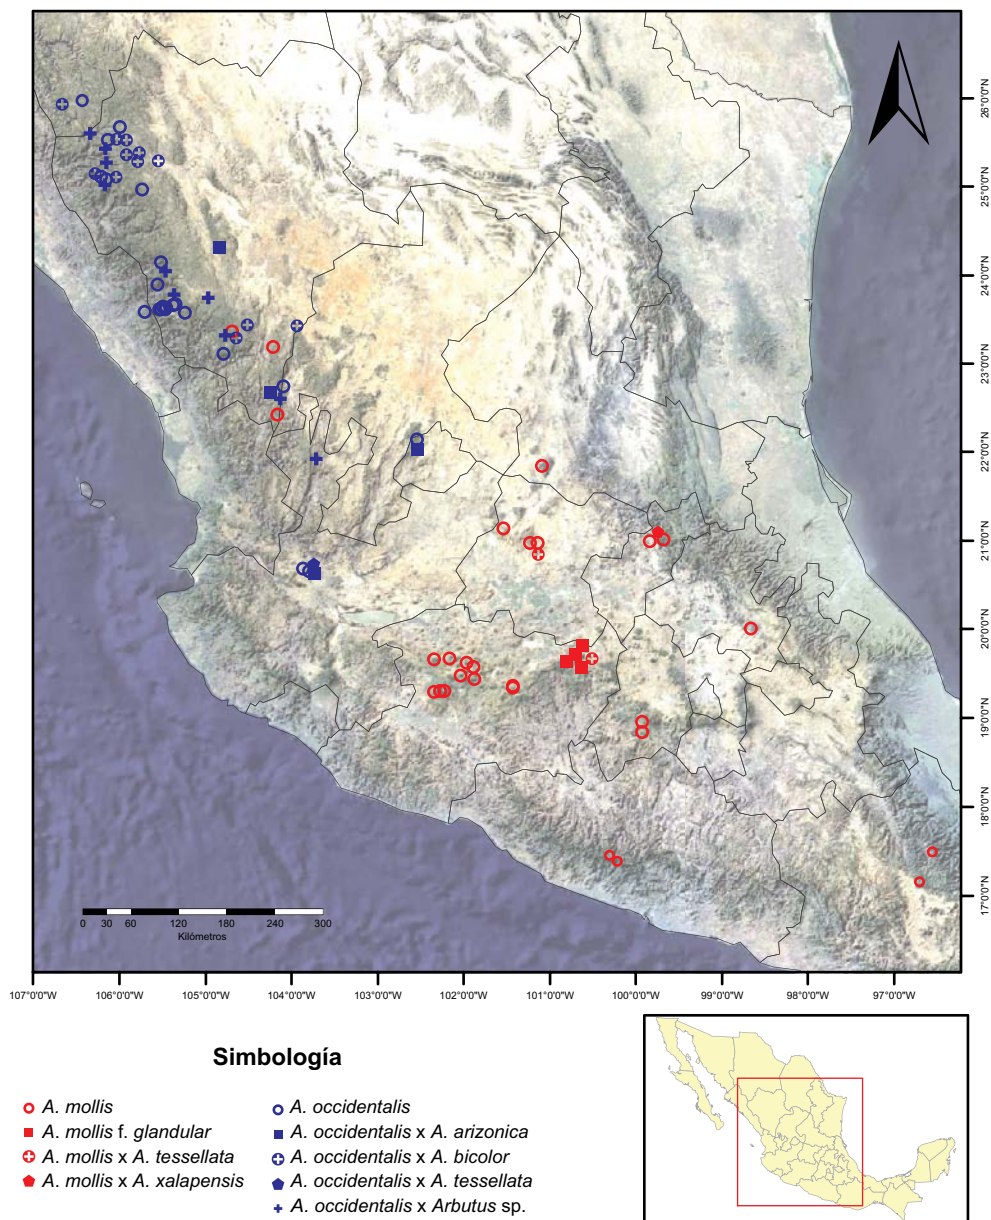 26°0'0"N
25°0'0"N
24°0'0"N
23°0'0"N
22°0'0"N
21°0'0"N
20°0'0"N
19°0'0"N
18°0'0"N
17°0'0"N
0 30 60 120 180 240 300
Kilómetros
107°0'0"W 106°0'0"W 105°0'0"W 104°0'0"W 103°0'0"W 102°0'0"W 101°0'0"W 100°0'0"W 99°0'0"W 98°0'0"W 97°0'0"W
Simbología
A. mollis
A. mollis f. glandular
A. mollis x A. tessellata
A. mollis x A. xalapensis
A. occidentalis
A. occidentalis x A. arizonica
A. occidentalis x A. bicolor
A. occidentalis x A. tessellata
A. occidentalis x Arbutus sp.